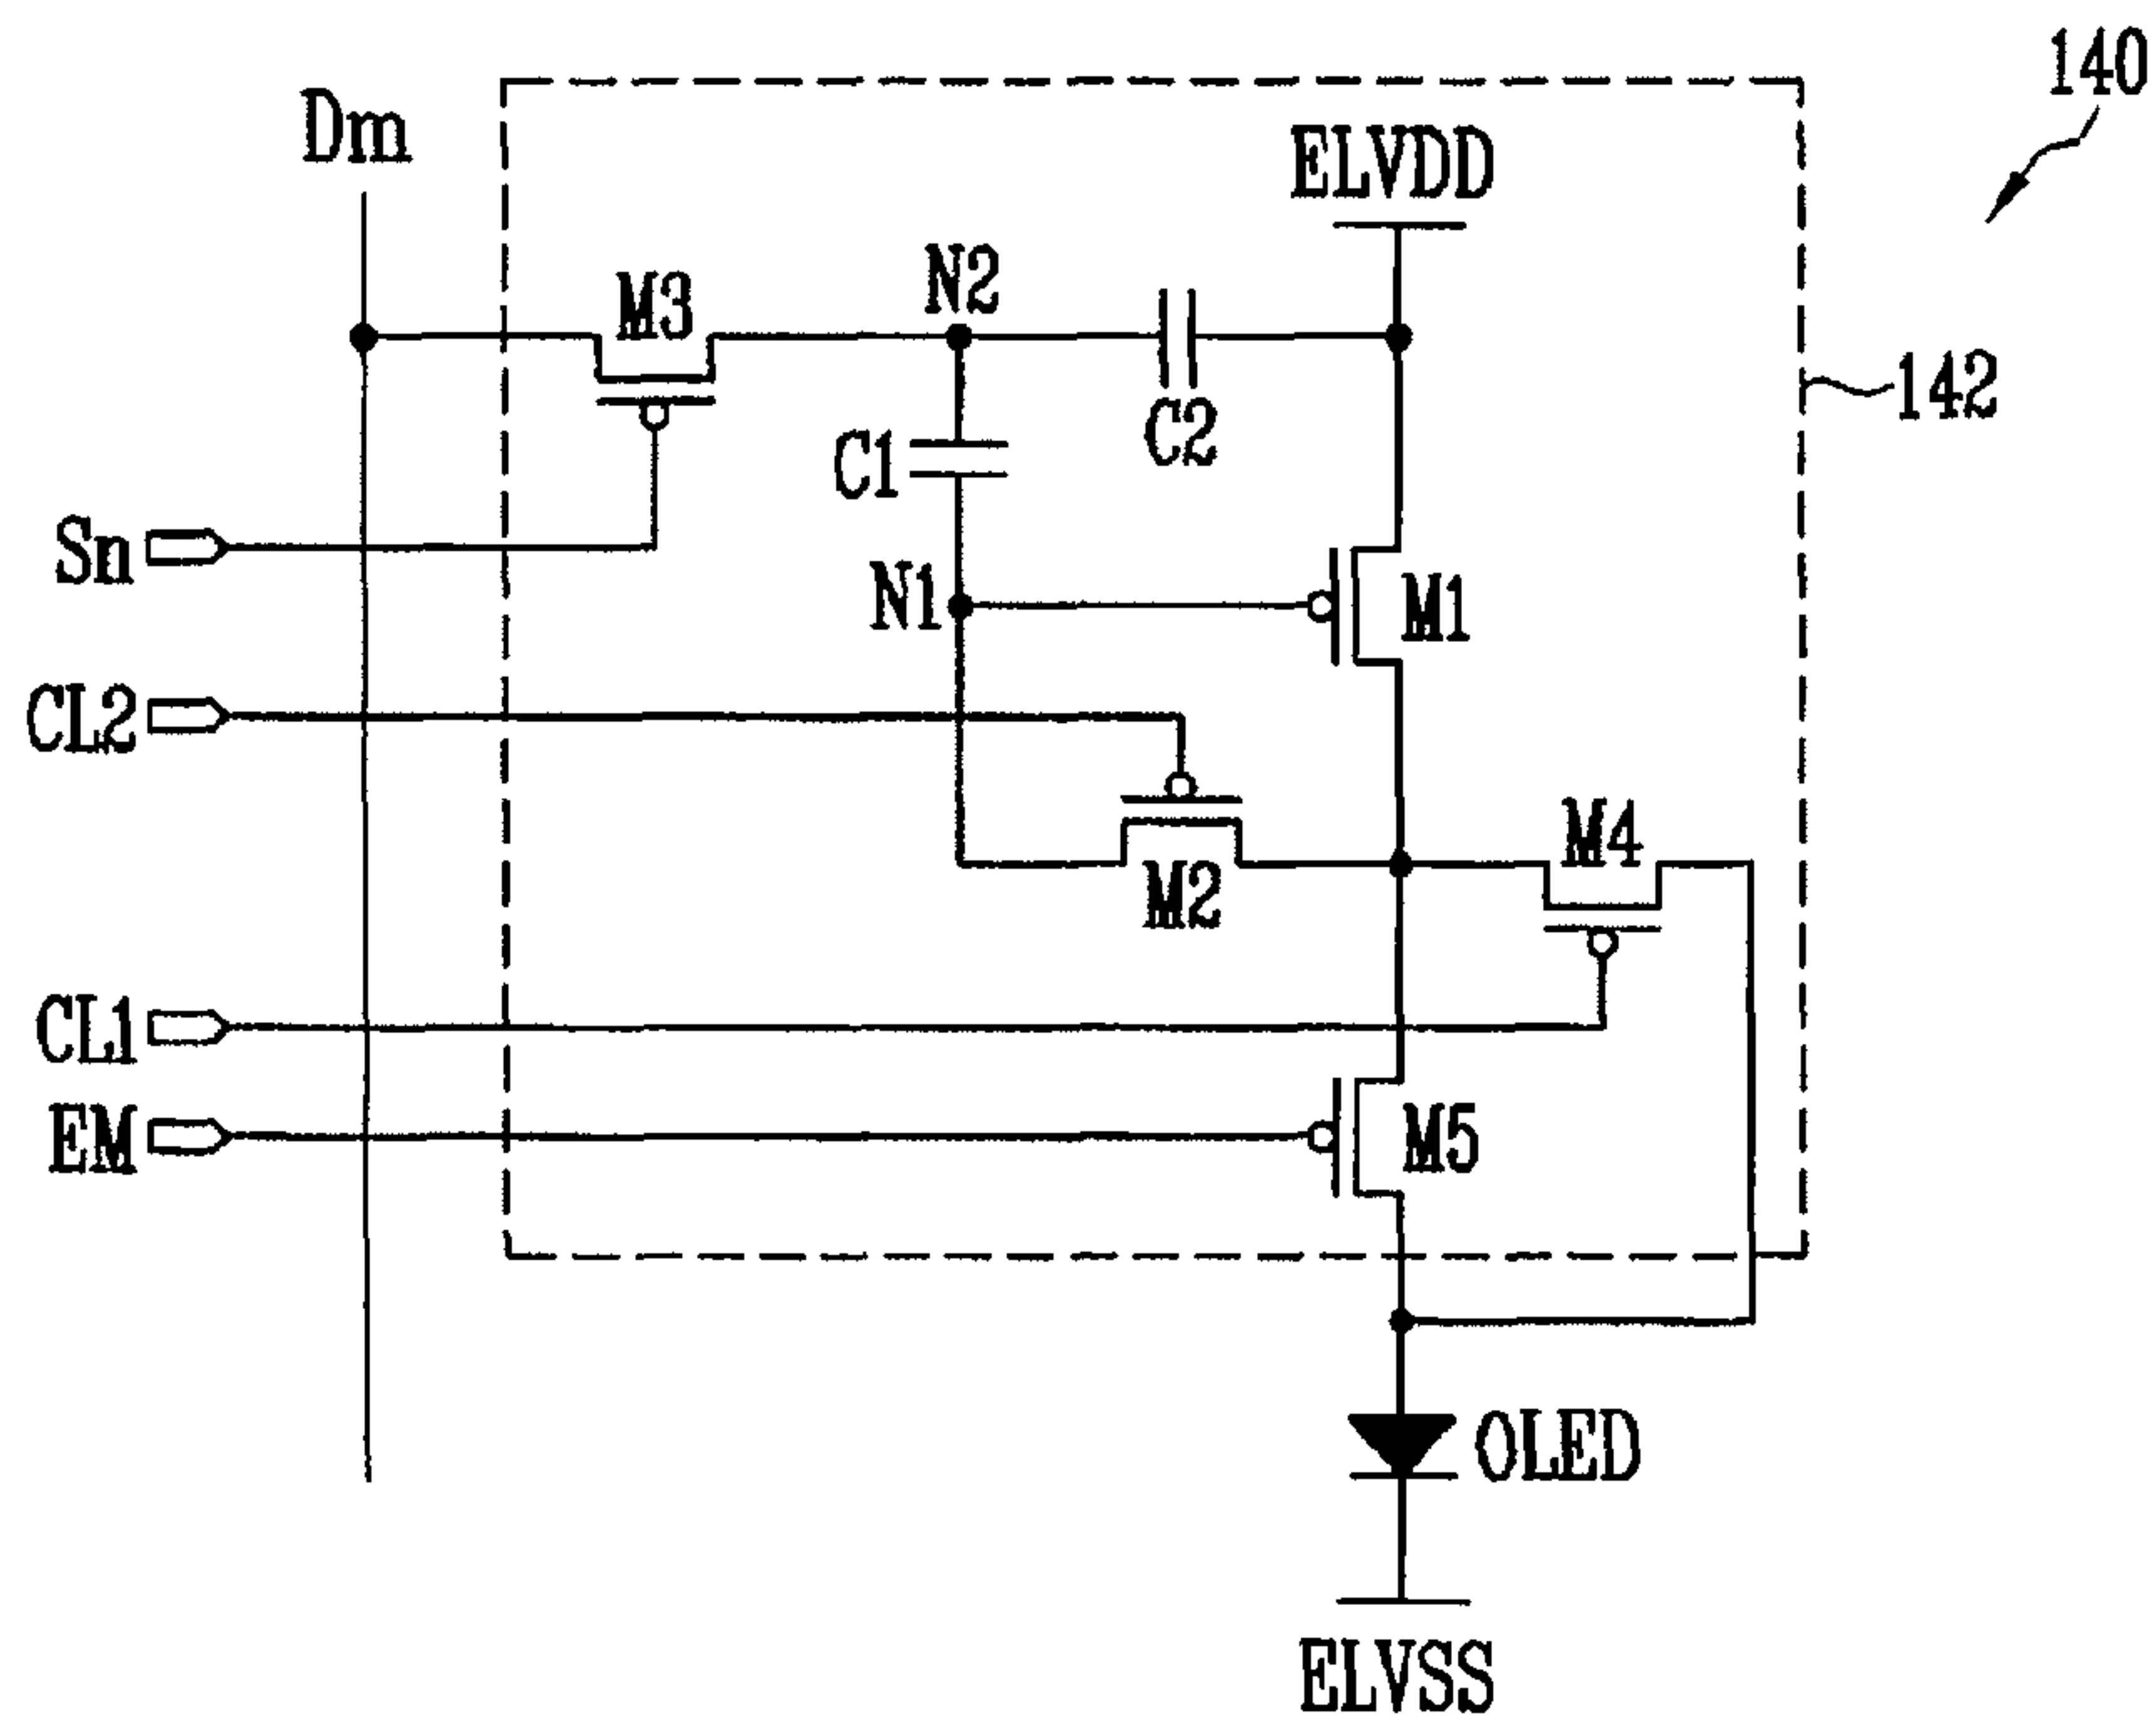 140
Dm
ELVDD
N2
M3
142
C2
C1
Sn
N1
M1
CL2
M4
M2
CL1
EM
M5
OLED
ELVSS